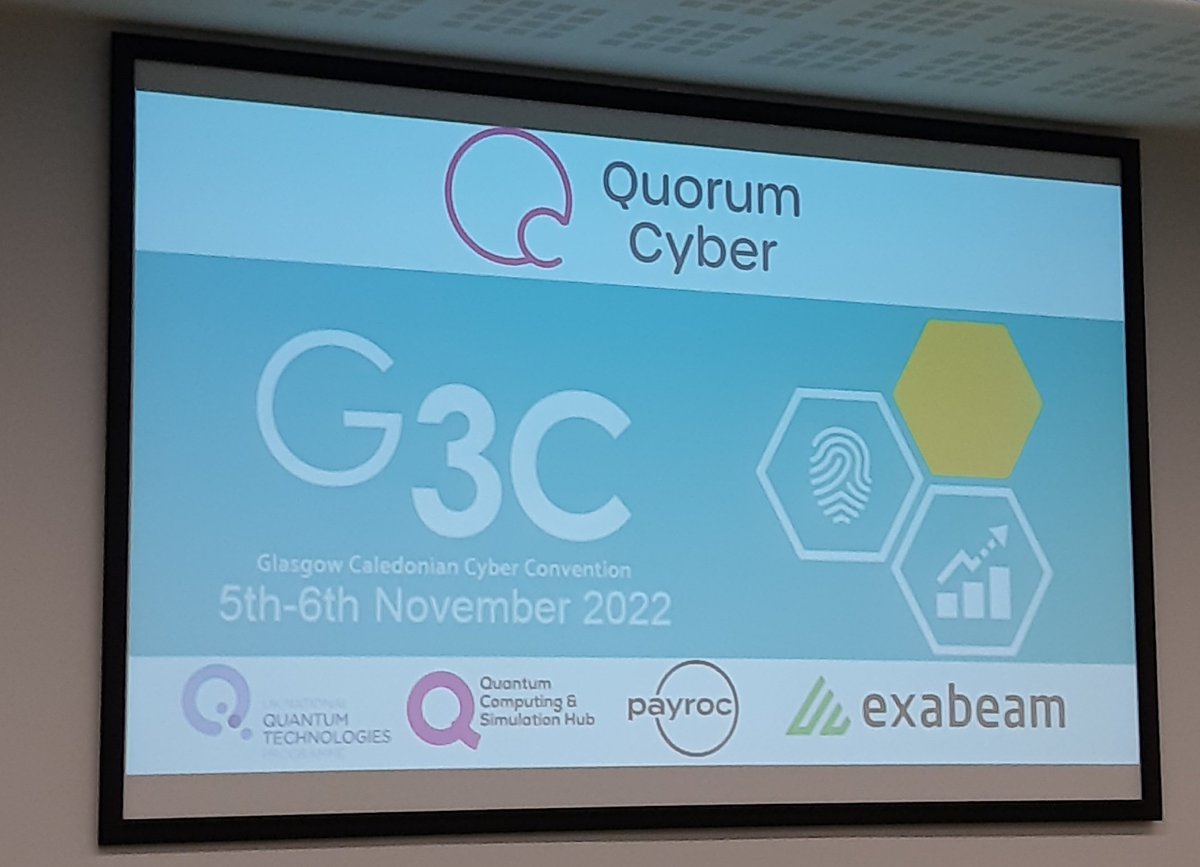 Quorum
Cyber
G3C
Glasgow Caledonian Cyber Convention
5th-6th November 2022
UK NATIONAL
QUANTUM
TECHNOLOGIES
PROGRAMME
Quantum
Computing &
Simulation Hub
payroc
exabeam